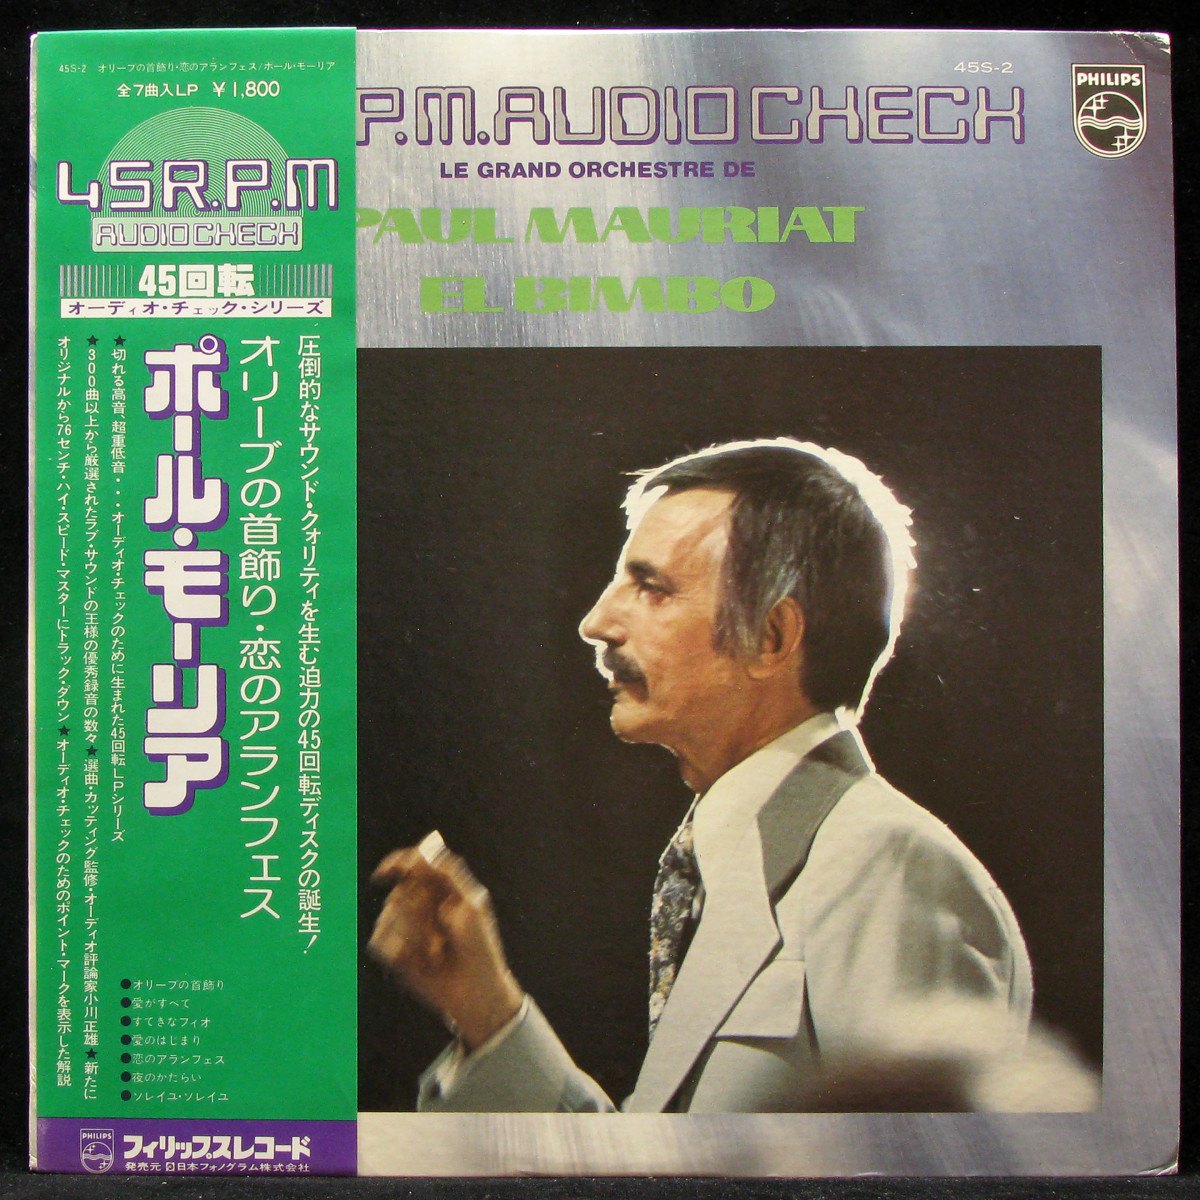 45S-2 オリーブの首飾り・恋のアランフェス/ポール・モーリア
全7曲入LP ¥1,800
45R.P.M
AUDIO CHECK
45回転
オーディオ・チェック・シリーズ
圧倒的なサウンド・クォリティを生む迫力の45回転ディスクの誕生!
オリーブの首飾り・恋のアランフェス
ポール・モーリア
★切れる高音、超重低音・・・オーディオ・チェックのために生まれた45回転LPシリーズ
★300曲以上から厳選されたラブ・サウンドの王様の優秀録音の数々★選曲・カッティング監修・オーディオ評論家小川正雄★新たに
オリジナルから76センチ・ハイ・スピード・マスターにトラック・ダウン★オーディオ・チェックのためのポイント・マークを表示した解説
●オリーブの首飾り
●愛がすべて
●すてきなフィオ
●愛のはじまり
●恋のアランフェス
●夜のかたらい
●ソレイユ・ソレイユ
PHILIPS
フィリップスレコード
発売元 日本フォノグラム株式会社
45S-2
P.M.AUDIO CHECK
PHILIPS
LE GRAND ORCHESTRE DE
PAUL MAURIAT
EL BIMBO